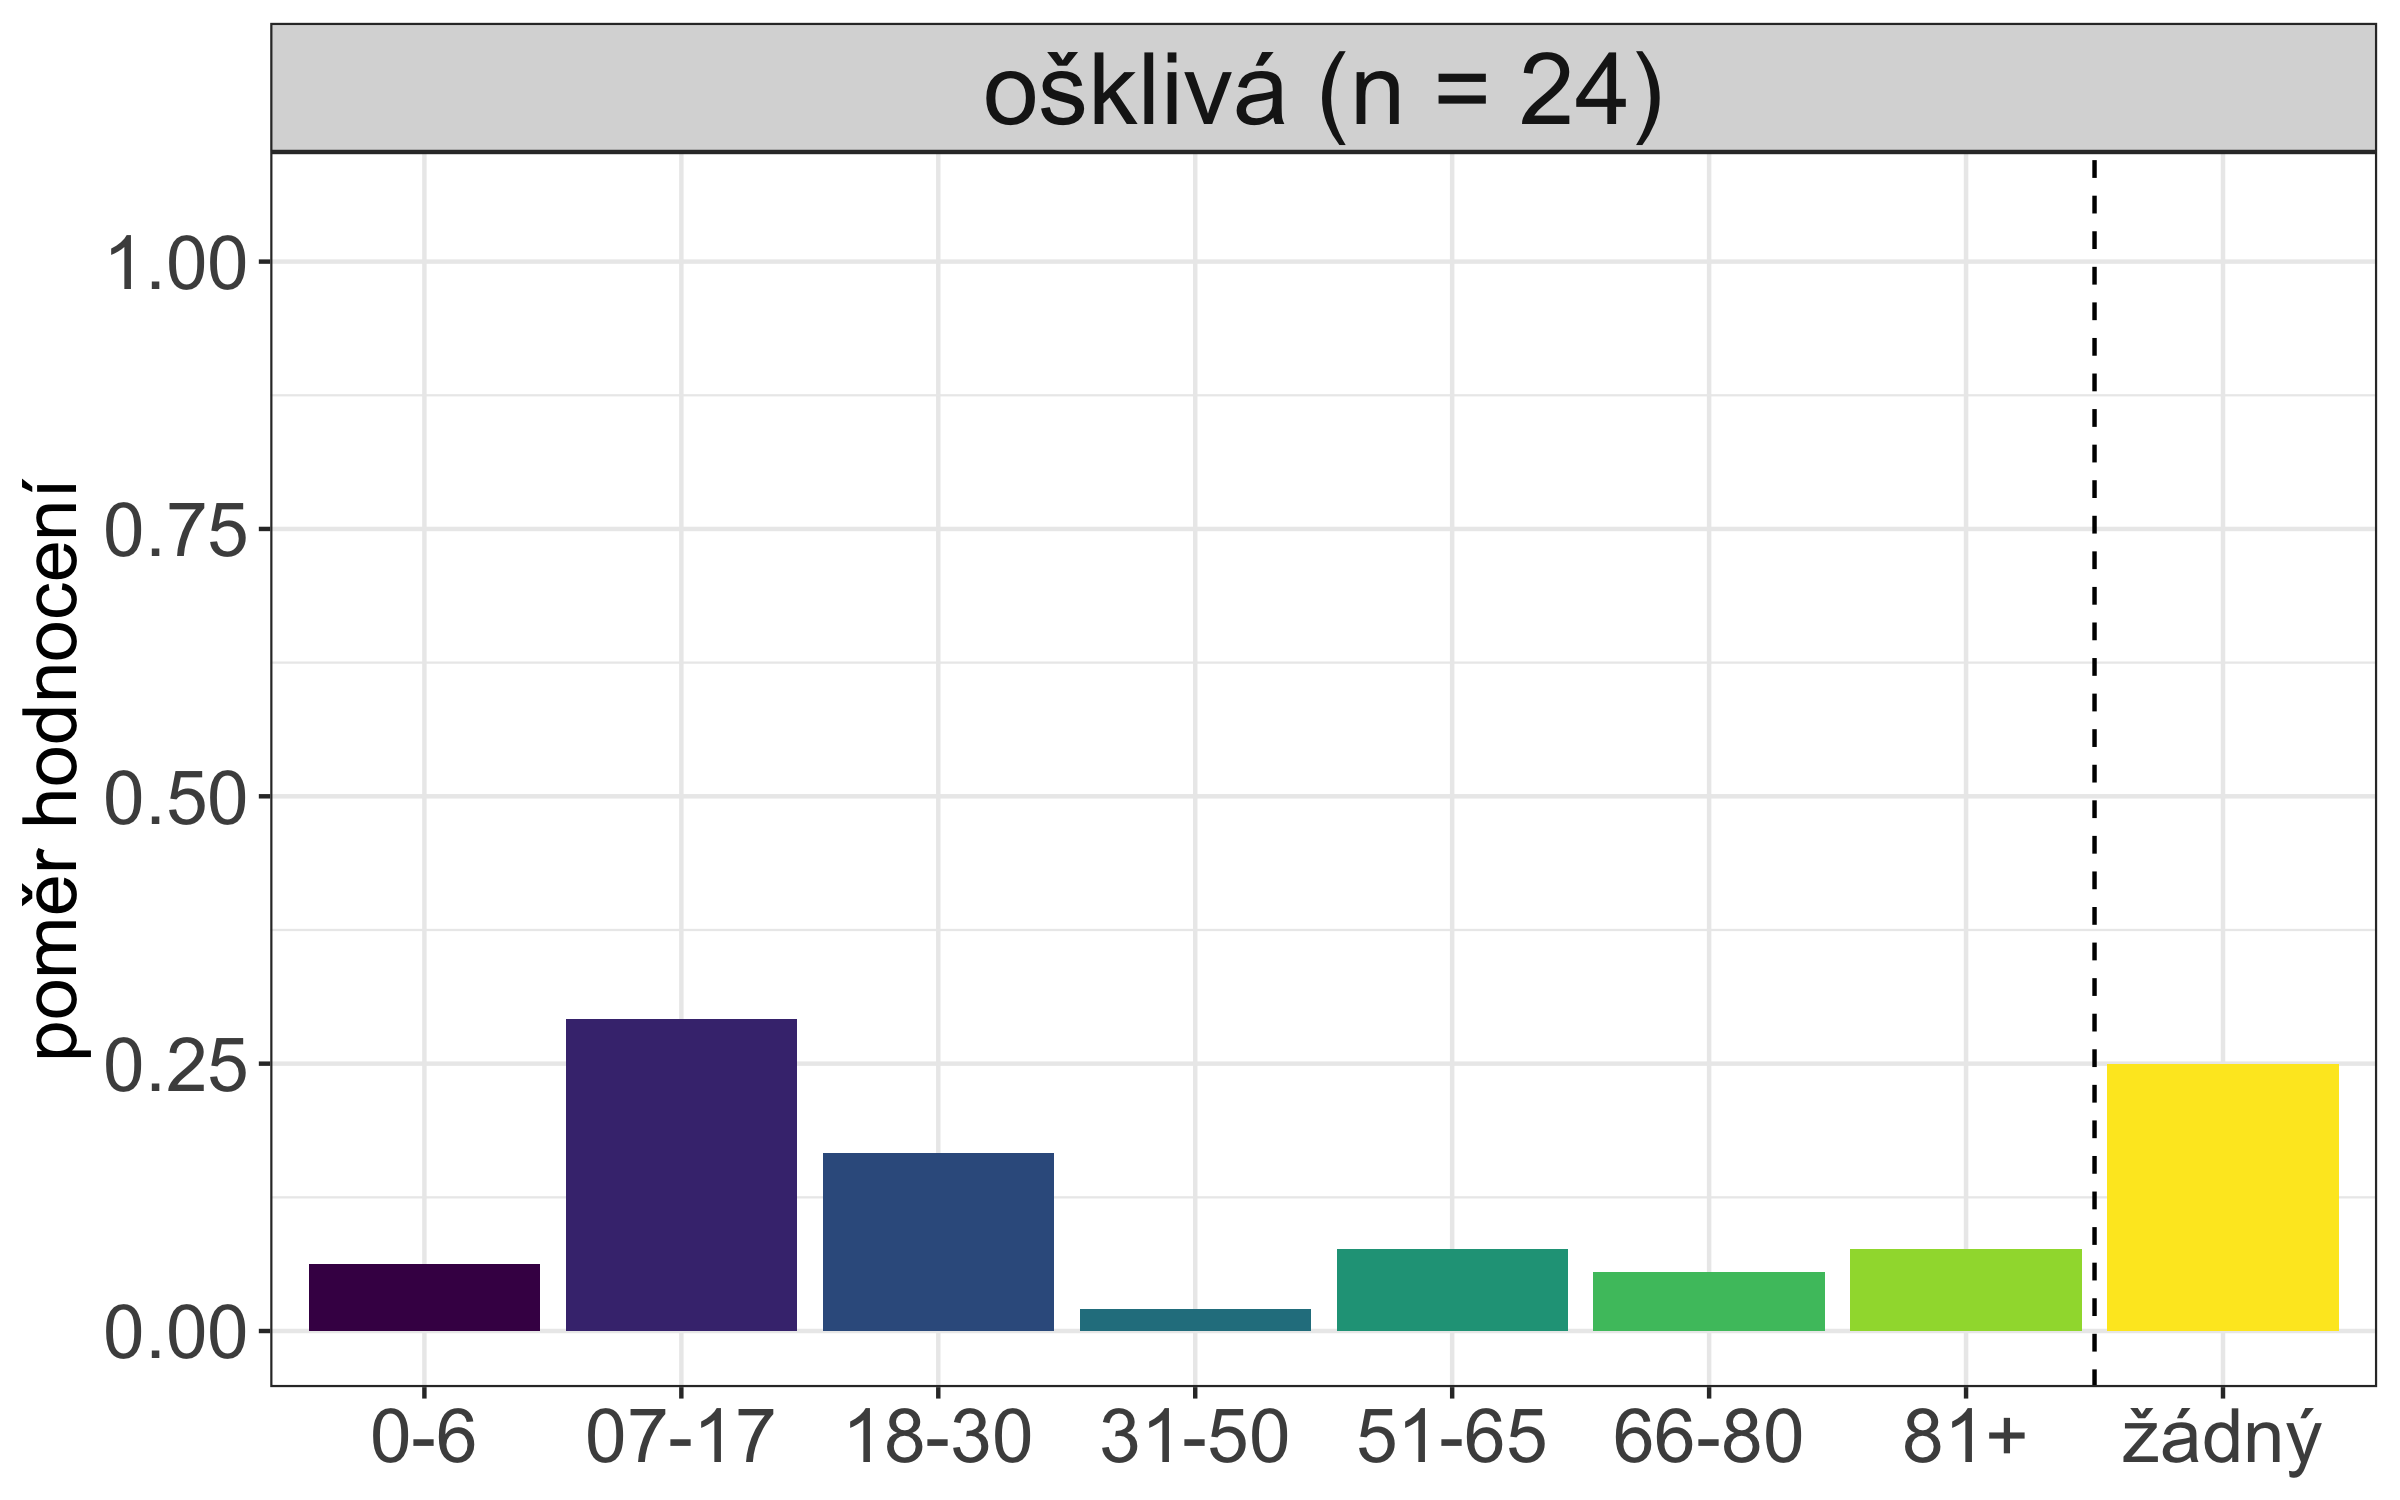 ošklivá (n = 24)
poměr hodnocení
1.00
0.75
0.50
0.25
0.00
0-6 07-17 18-30 31-50 51-65 66-80 81+ žádný